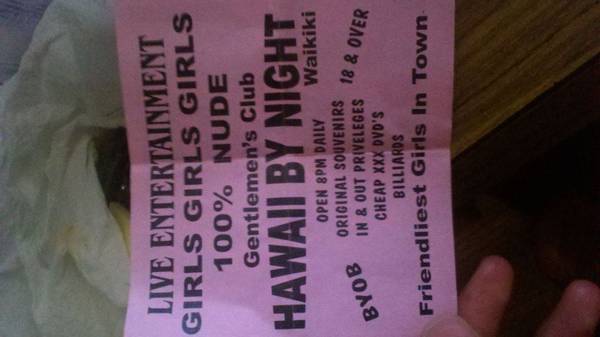 LIVE ENTERTAINMENT
GIRLS GIRLS GIRLS
100% NUDE
Gentlemen's Club
HAWAII BY NIGHT
Waikiki
OPEN 8PM DAILY
ORIGINAL SOUVENIRS
18 & OVER
IN & OUT PRIVELEGES
CHEAP XXX DVD'S
BYOB
BILLIARDS
Friendliest Girls In Town